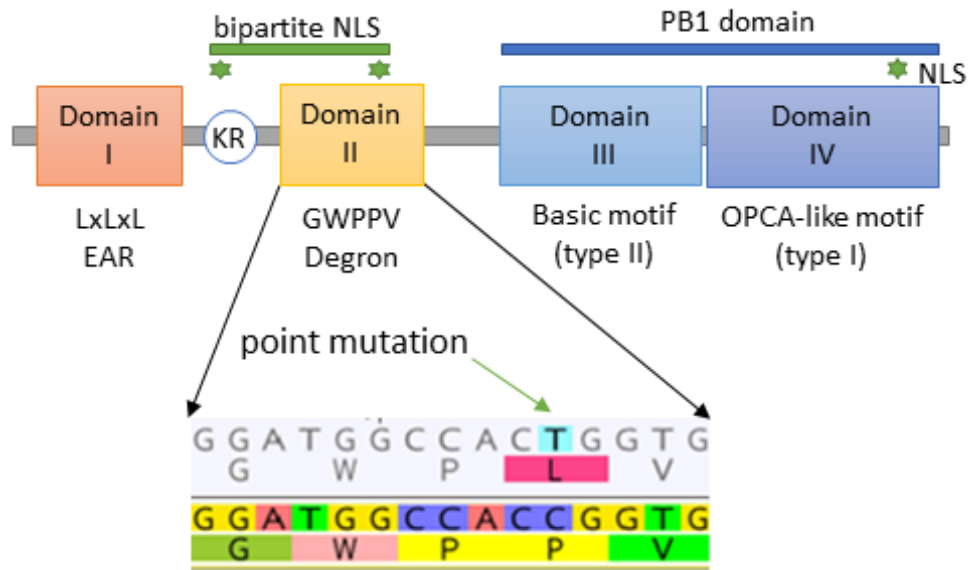 bipartite NLS
PB1 domain
NLS
Domain I
KR
Domain II
Domain III
Domain IV
LxLxL
EAR
GWPPV
Degron
Basic motif
(type II)
OPCA-like motif
(type I)
point mutation
G G A T G G C C A C T G G T G
G W P L V
G G A T G G C C A C C G G T G
G W P P V